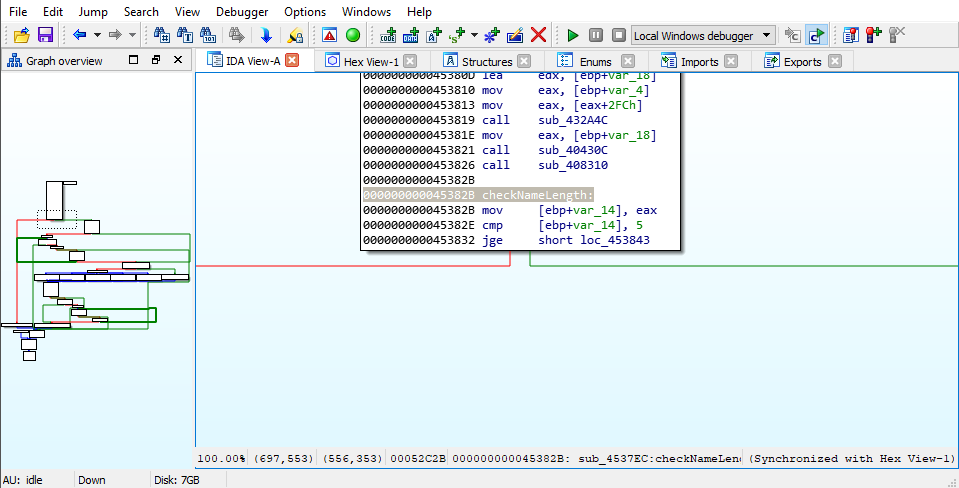 File Edit Jump Search View Debugger Options Windows Help
Local Windows debugger
Graph overview
IDA View-A Hex View-1 Structures Enums Imports Exports
000000000045380D lea edx, [ebp+var_18]
0000000000453810 mov eax, [ebp+var_4]
0000000000453813 mov eax, [eax+2FCh]
0000000000453819 call sub_432A4C
000000000045381E mov eax, [ebp+var_18]
0000000000453821 call sub_40430C
0000000000453826 call sub_408310
000000000045382B
000000000045382B checkNameLength:
000000000045382B mov [ebp+var_14], eax
000000000045382E cmp [ebp+var_14], 5
0000000000453832 jge short loc_453843
100.00% (697,553) (556,353) 00052C2B 000000000045382B: sub_4537EC:checkNameLen (Synchronized with Hex View-1)
AU: idle Down Disk: 7GB